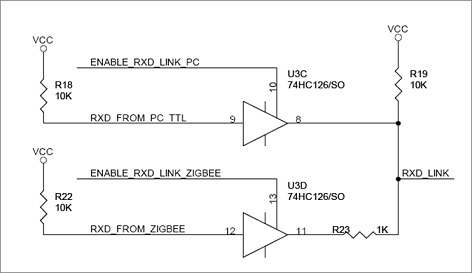 VCC
VCC
ENABLE_RXD_LINK_PC
U3C
74HC126/SO
R18
10K
R19
10K
10
RXD_FROM_PC_TTL
9
8
VCC
ENABLE_RXD_LINK_ZIGBEE
RXD_LINK
U3D
74HC126/SO
R22
10K
13
RXD_FROM_ZIGBEE
12
11
R23
1K